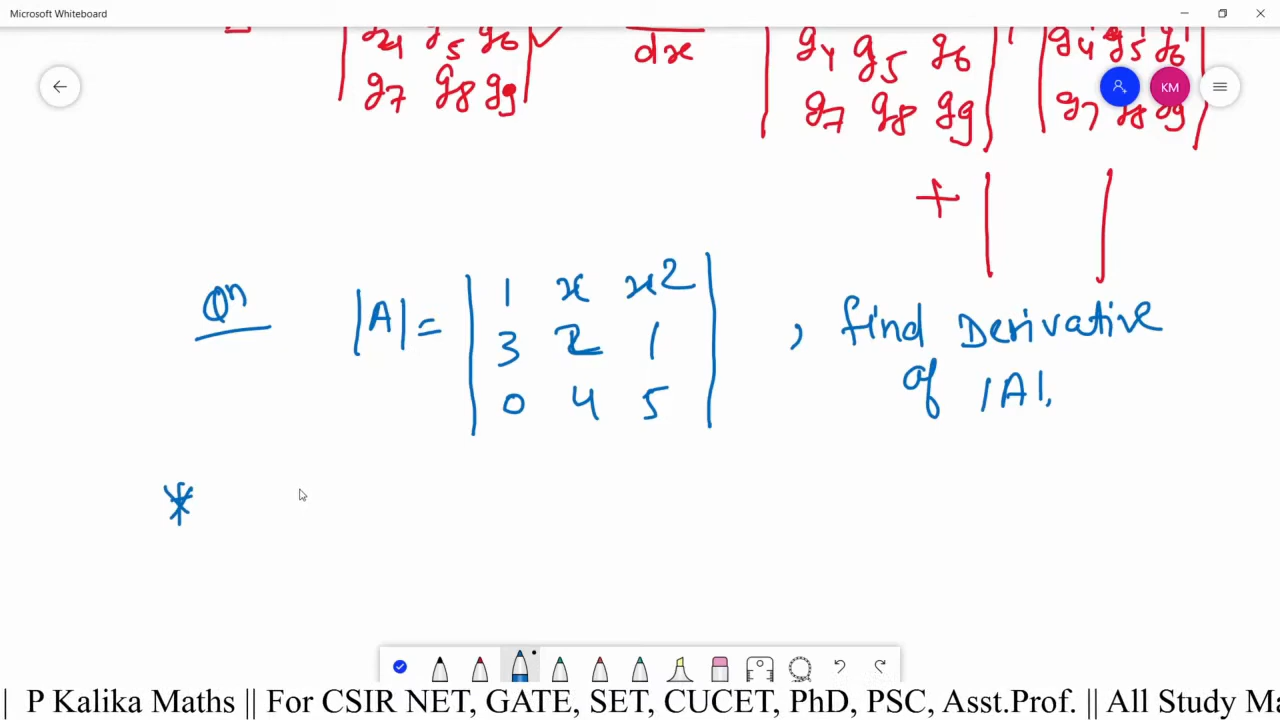 Microsoft Whiteboard
g4 g5 g6
g7 g8 g9
dx
g4 g5 g6
g7 g8 g9
g4' g5' g6'
g7 g8 g9
KM
+ | |
Qn |A| = | 1 x x2 |
| 3 2 1 |
| 0 4 5 |
, find Derivative
of |A|,
*
| P Kalika Maths || For CSIR NET, GATE, SET, CUCET, PhD, PSC, Asst.Prof. || All Study Ma